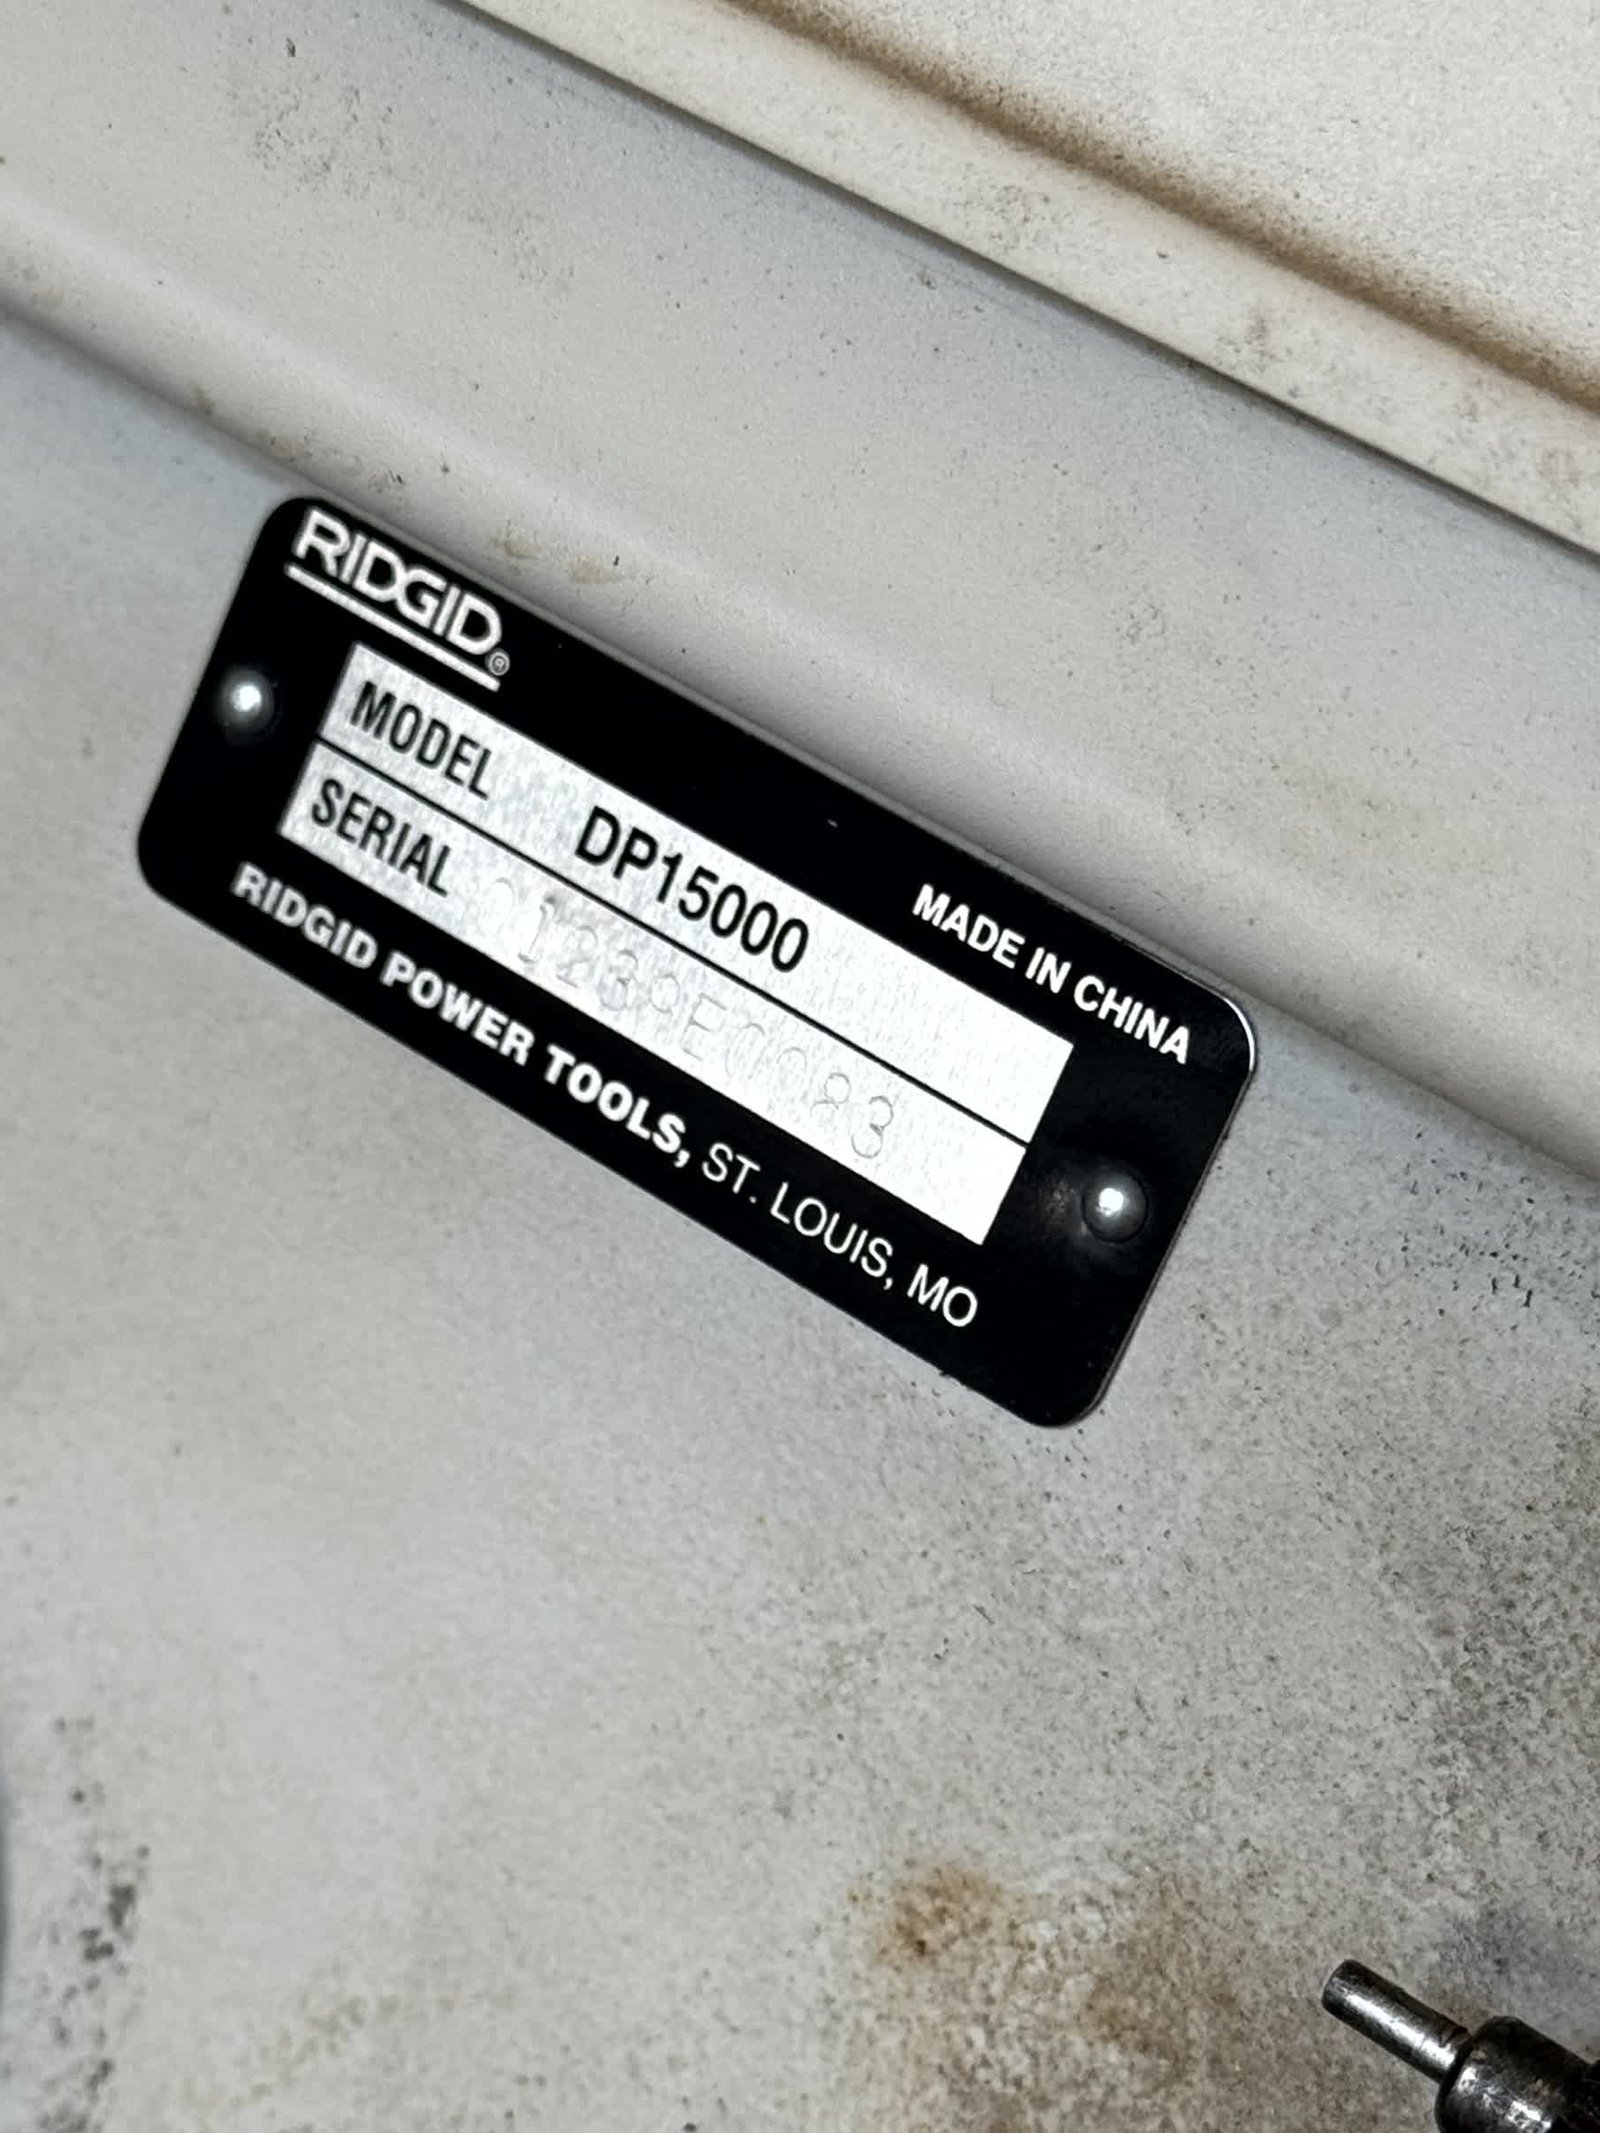 RIDGID®
MADE IN CHINA
MODEL DP15000
SERIAL
RIDGID POWER TOOLS, ST. LOUIS, MO